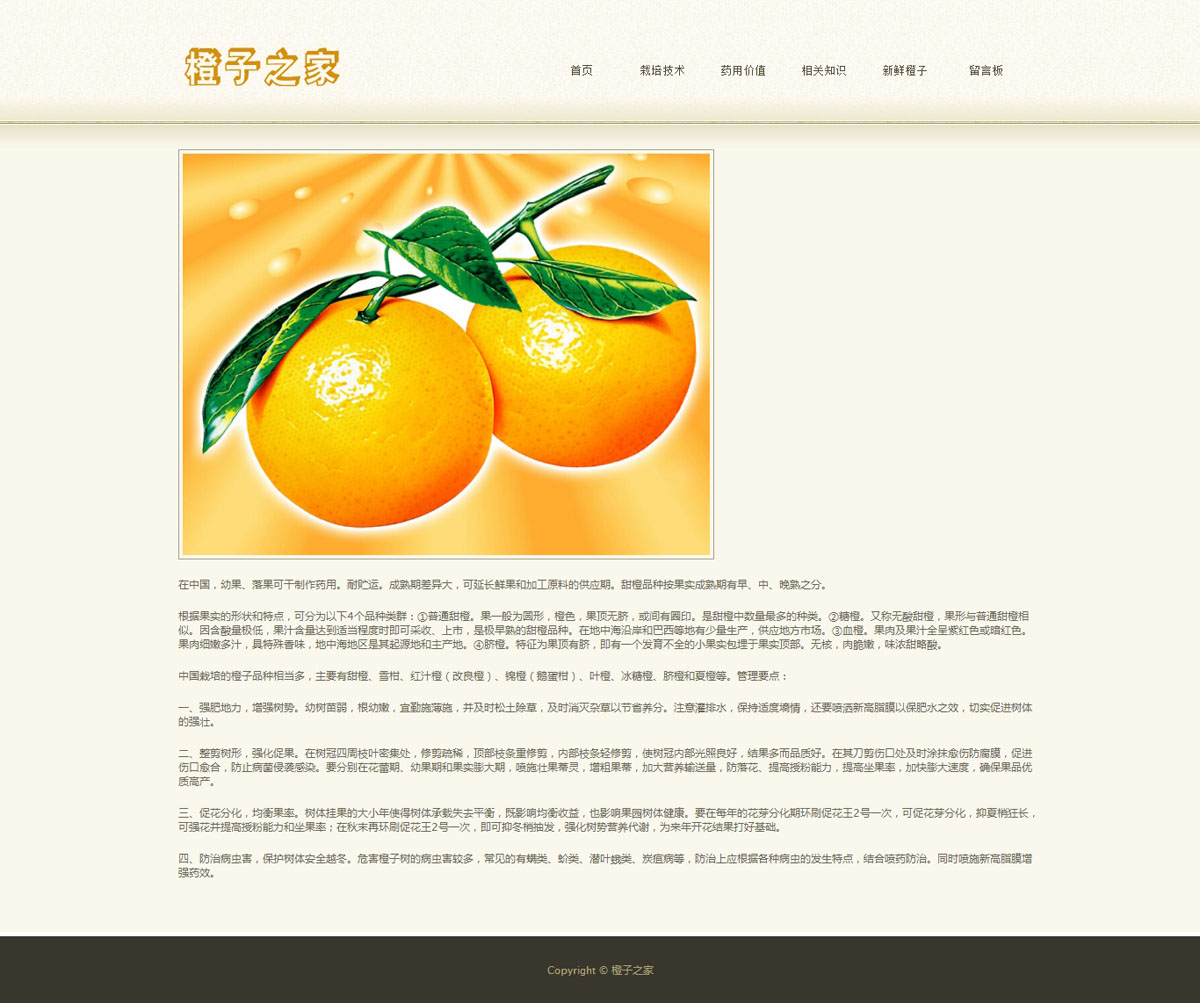 橙子之家
首页 栽培技术 药用价值 相关知识 新鲜橙子 留言板
在中国，幼果、落果可干制作药用。耐贮运。成熟期差异大，可延长鲜果和加工原料的供应期。甜橙品种按果实成熟期有早、中、晚熟之分。
根据果实的形状和特点，可分为以下4个品种类群：①普通甜橙。果一般为圆形，橙色，果顶无脐，或间有圈印。是甜橙中数量最多的种类。②糖橙。又称无酸甜橙，果形与普通甜橙相
似。因含酸量极低，果汁含量达到适当程度时即可采收、上市，是极早熟的甜橙品种。在地中海沿岸和巴西等地有少量生产，供应地方市场。③血橙。果肉及果汁全呈紫红色或暗红色。
果肉细嫩多汁，具特殊香味，地中海地区是其起源地和主产地。④脐橙。特征为果顶有脐，即有一个发育不全的小果实包埋于果实顶部。无核，肉脆嫩，味浓甜略酸。
中国栽培的橙子品种相当多，主要有甜橙、雪柑、红汁橙（改良橙）、锦橙（鹅蛋柑）、叶橙、冰糖橙、脐橙和夏橙等。管理要点：
一、强肥地力，增强树势。幼树苗弱，根幼嫩，宜勤施薄施，并及时松土除草，及时消灭杂草以节省养分。注意灌排水，保持适度墒情，还要喷洒新高脂膜以保肥水之效，切实促进树体
的强壮。
二、整剪树形，强化促果。在树冠四周枝叶密集处，修剪疏稀，顶部枝条重修剪，内部枝条轻修剪，使树冠内部光照良好，结果多而品质好。在其刀剪伤口处及时涂抹愈伤防腐膜，促进
伤口愈合，防止病菌侵袭感染。要分别在花蕾期、幼果期和果实膨大期，喷施壮果蒂灵，增粗果蒂，加大营养输送量，防落花、提高授粉能力，提高坐果率，加快膨大速度，确保果品优
质高产。
三、促花分化，均衡果率。树体挂果的大小年使得树体承载失去平衡，既影响均衡收益，也影响果园树体健康。要在每年的花芽分化期环刷促花王2号一次，可促花芽分化，抑夏梢狂长，
可强花并提高授粉能力和坐果率；在秋末再环刷促花王2号一次，即可抑冬梢抽发，强化树势营养代谢，为来年开花结果打好基础。
四、防治病虫害，保护树体安全越冬。危害橙子树的病虫害较多，常见的有螨类、蚧类、潜叶蛾类、炭疽病等，防治上应根据各种病虫的发生特点，结合喷药防治。同时喷施新高脂膜增
强药效。
Copyright © 橙子之家